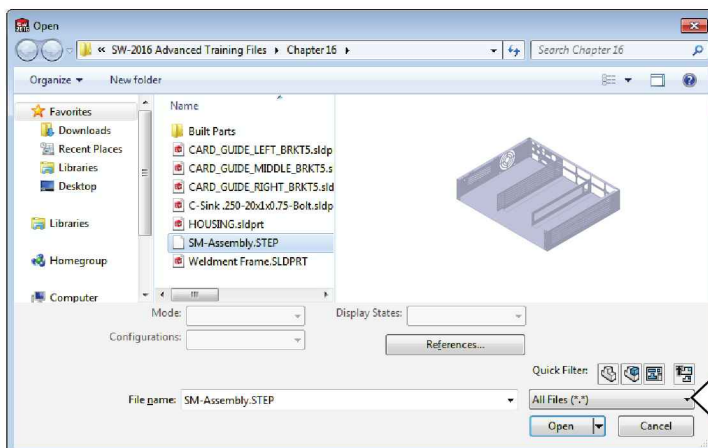 Open
« SW-2016 Advanced Training Files ▸ Chapter 16 ▸
Search Chapter 16
Organize ▾
New folder
Favorites
Downloads
Recent Places
Libraries
Desktop
Libraries
Homegroup
Computer
Name
Built Parts
CARD_GUIDE_LEFT_BRKT5.sldp
CARD_GUIDE_MIDDLE_BRKT5.s
CARD_GUIDE_RIGHT_BRKT5.sld
C-Sink .250-20x1x0.75-Bolt.sldp
HOUSING.sldprt
SM-Assembly.STEP
Weldment Frame.SLDPRT
Mode:
Display States:
Configurations:
References...
Quick Filter:
File name:
SM-Assembly.STEP
All Files (*.*)
Open
Cancel